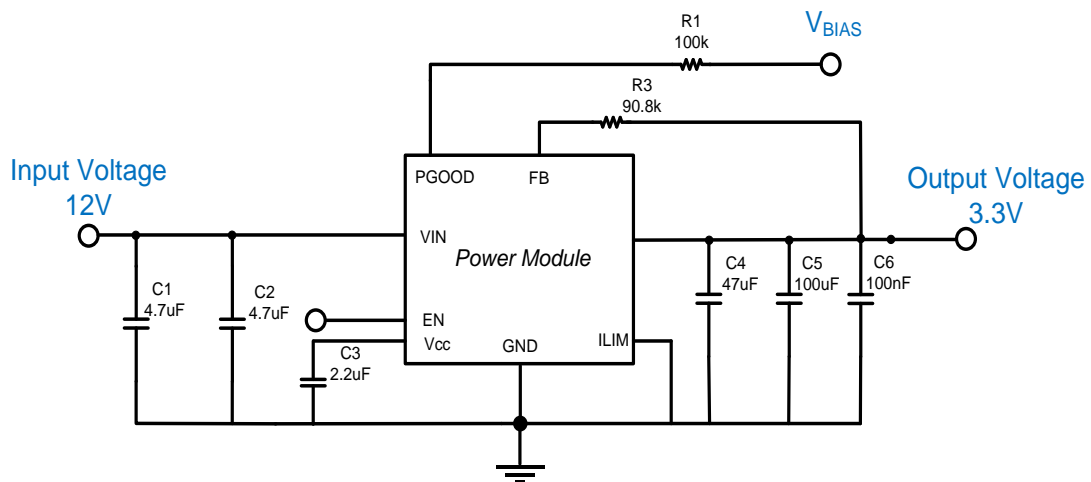 R1
100k
VBIAS
R3
90.8k
Input Voltage
12V
PGOOD
FB
Output Voltage
3.3V
VIN
Power Module
C1
4.7uF
C2
4.7uF
C4
47uF
C5
100uF
C6
100nF
EN
Vcc
GND
ILIM
C3
2.2uF